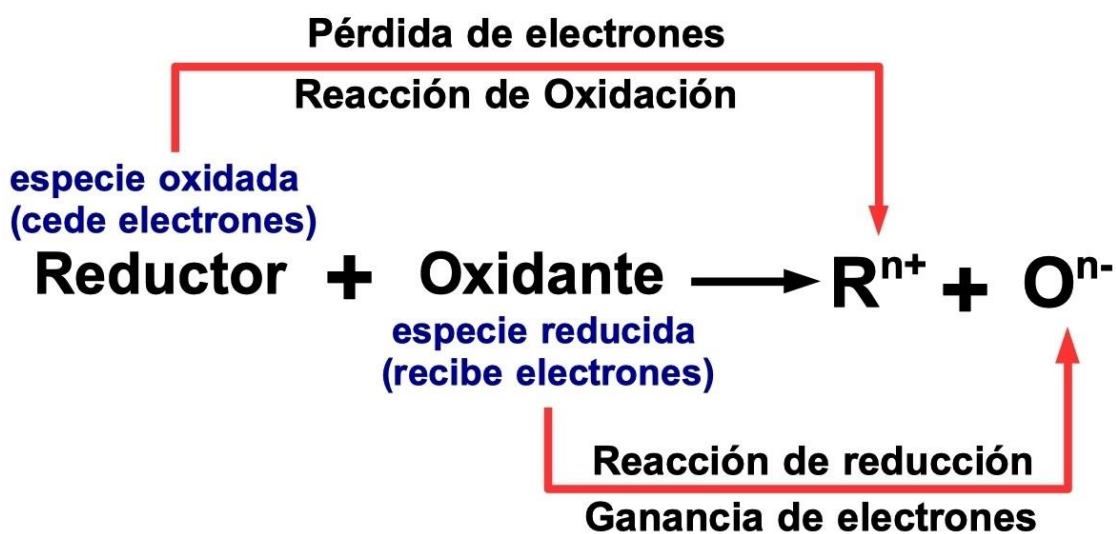 Pérdida de electrones
Reacción de Oxidación
especie oxidada
(cede electrones)
Reductor + Oxidante → Rⁿ⁺ + Oⁿ⁻
especie reducida
(recibe electrones)
Reacción de reducción
Ganancia de electrones